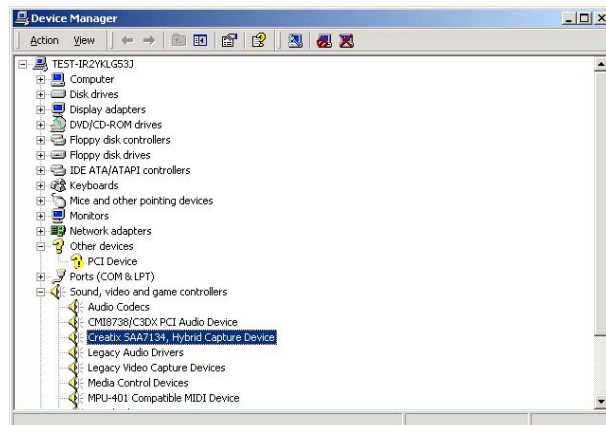 Device Manager
Action View
TEST-IR2YKLG53J
Computer
Disk drives
Display adapters
DVD/CD-ROM drives
Floppy disk controllers
Floppy disk drives
IDE ATA/ATAPI controllers
Keyboards
Mice and other pointing devices
Monitors
Network adapters
Other devices
PCI Device
Ports (COM & LPT)
Sound, video and game controllers
Audio Codecs
CMI8738/C3DX PCI Audio Device
Creatix SAA7134, Hybrid Capture Device
Legacy Audio Drivers
Legacy Video Capture Devices
Media Control Devices
MPU-401 Compatible MIDI Device